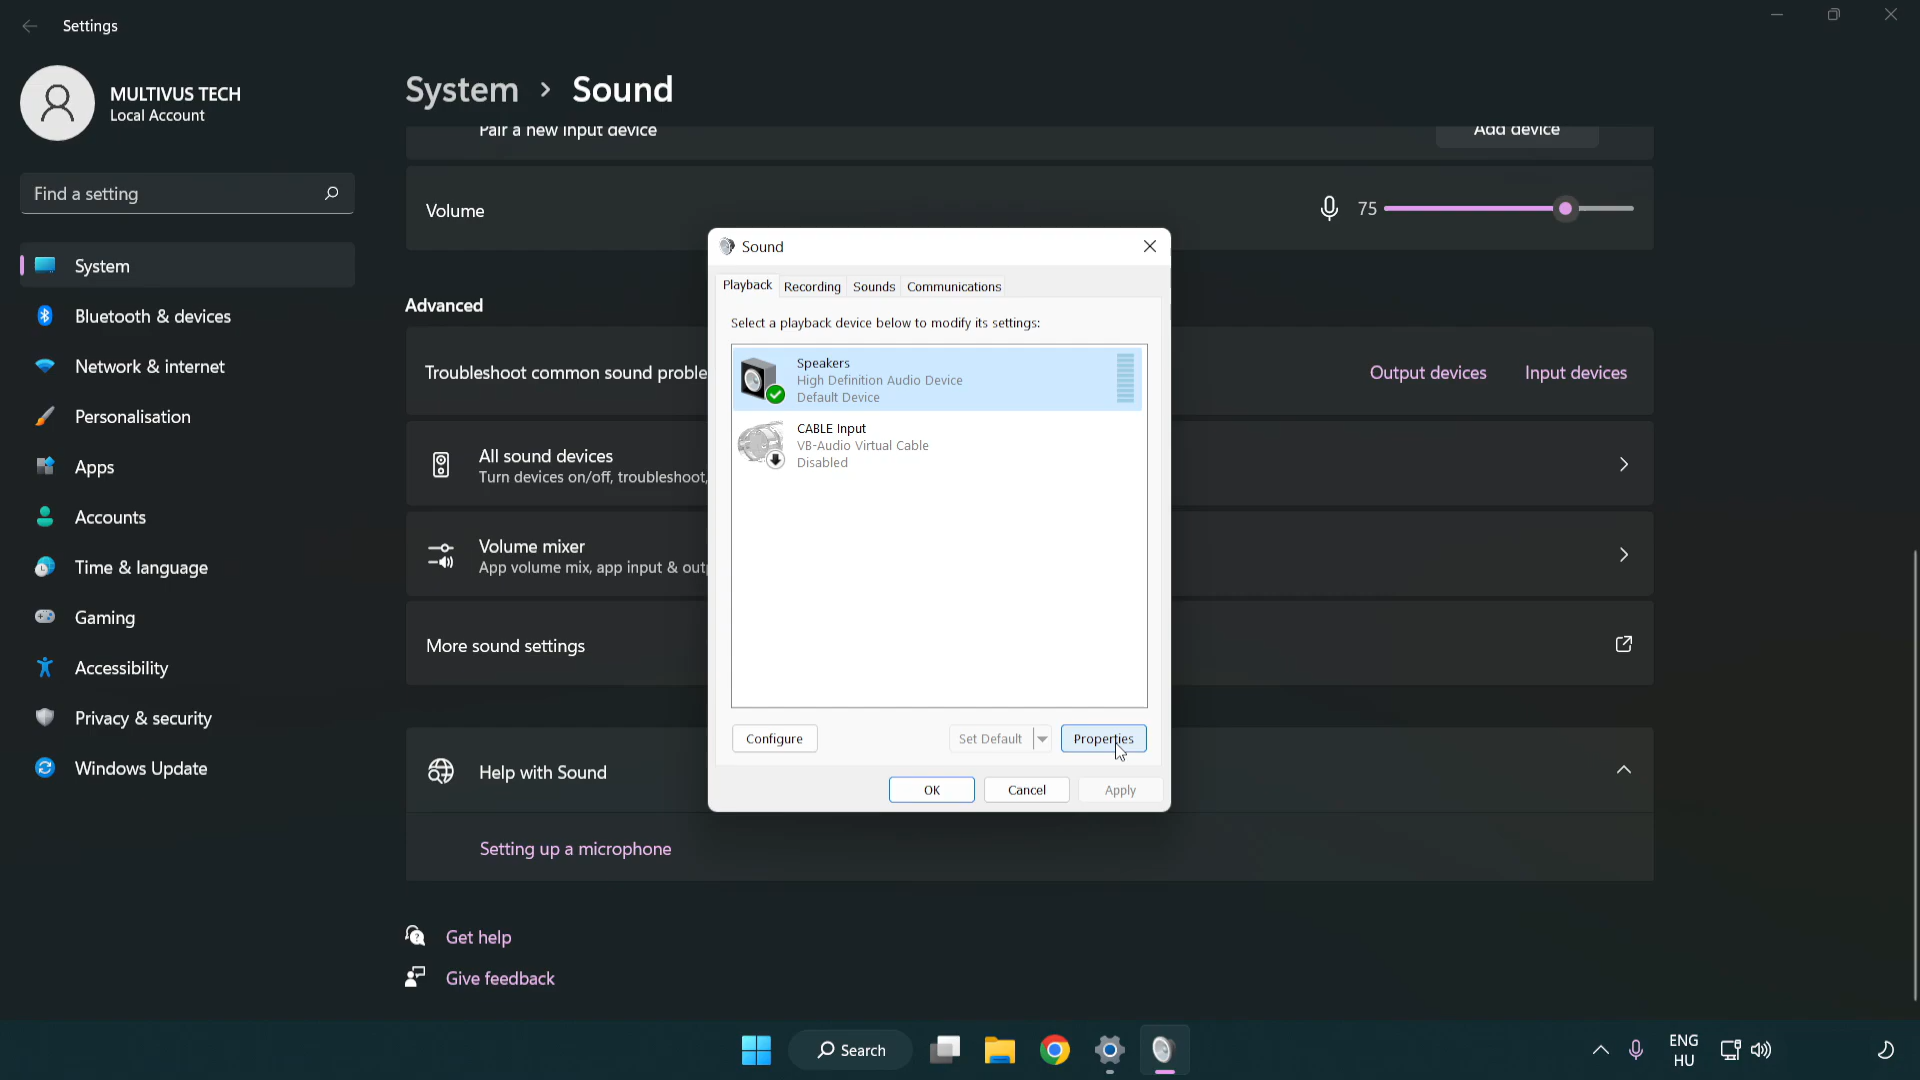 Settings
MULTIVUS TECH
Local Account
Find a setting
System
Bluetooth & devices
Network & internet
Personalisation
Apps
Accounts
Time & language
Gaming
Accessibility
Privacy & security
Windows Update
System > Sound
Pair a new input device
Add device
Volume
75
Advanced
Troubleshoot common sound proble
Output devices
Input devices
All sound devices
Turn devices on/off, troubleshoot,
Volume mixer
App volume mix, app input & out
More sound settings
Help with Sound
Setting up a microphone
Get help
Give feedback
Sound
Playback Recording Sounds Communications
Select a playback device below to modify its settings:
Speakers
High Definition Audio Device
Default Device
CABLE Input
VB-Audio Virtual Cable
Disabled
Configure
Set Default
Properties
OK
Cancel
Apply
Search
ENG
HU